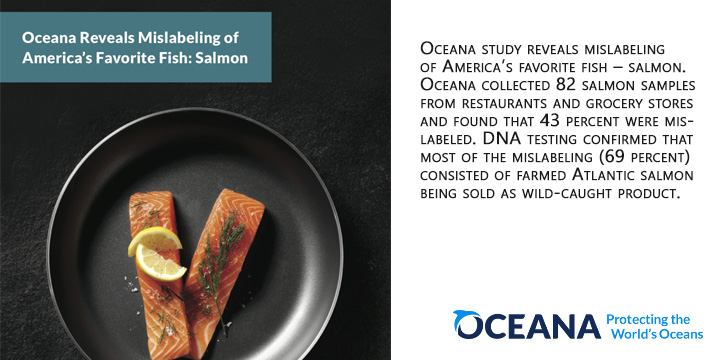 Oceana Reveals Mislabeling of
America's Favorite Fish: Salmon
Oceana study reveals mislabeling
of America's favorite fish – salmon.
Oceana collected 82 salmon samples
from restaurants and grocery stores
and found that 43 percent were mis-
labeled. DNA testing confirmed that
most of the mislabeling (69 percent)
consisted of farmed Atlantic salmon
being sold as wild-caught product.
OCEANA Protecting the
World's Oceans